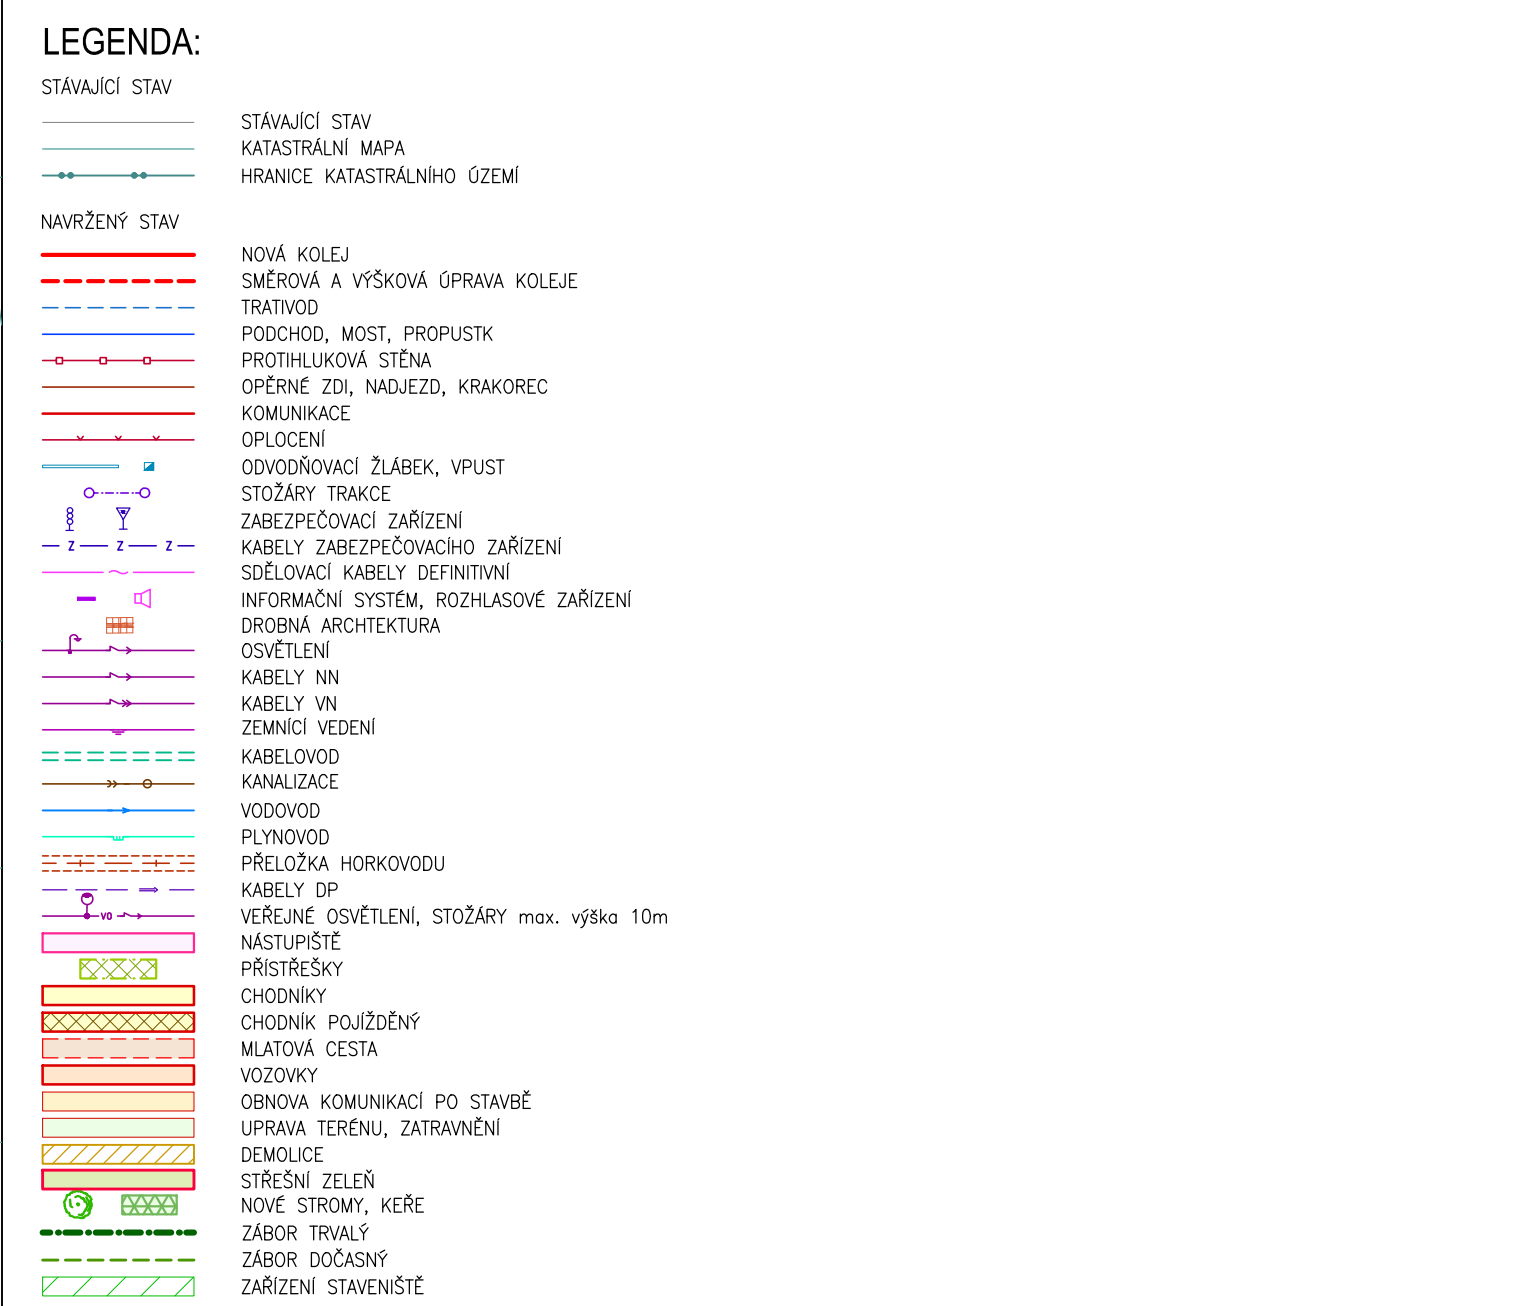 LEGENDA:
STÁVAJÍCÍ STAV
STÁVAJÍCÍ STAV
KATASTRÁLNÍ MAPA
HRANICE KATASTRÁLNÍHO ÚZEMÍ
NAVRŽENÝ STAV
NOVÁ KOLEJ
SMĚROVÁ A VÝŠKOVÁ ÚPRAVA KOLEJE
TRATIVOD
PODCHOD, MOST, PROPUSTK
PROTIHLUKOVÁ STĚNA
OPĚRNÉ ZDI, NADJEZD, KRAKOREC
KOMUNIKACE
OPLOCENÍ
ODVODŇOVACÍ ŽLÁBEK, VPUST
STOŽÁRY TRAKCE
ZABEZPEČOVACÍ ZAŘÍZENÍ
Z Z Z KABELY ZABEZPEČOVACÍHO ZAŘÍZENÍ
SDĚLOVACÍ KABELY DEFINITIVNÍ
INFORMAČNÍ SYSTÉM, ROZHLASOVÉ ZAŘÍZENÍ
DROBNÁ ARCHTEKTURA
OSVĚTLENÍ
KABELY NN
KABELY VN
ZEMNÍCÍ VEDENÍ
KABELOVOD
KANALIZACE
VODOVOD
PLYNOVOD
PŘELOŽKA HORKOVODU
KABELY DP
VO VEŘEJNÉ OSVĚTLENÍ, STOŽÁRY max. výška 10m
NÁSTUPIŠTĚ
PŘÍSTŘEŠKY
CHODNÍKY
CHODNÍK POJÍŽDĚNÝ
MLATOVÁ CESTA
VOZOVKY
OBNOVA KOMUNIKACÍ PO STAVBĚ
UPRAVA TERÉNU, ZATRAVNĚNÍ
DEMOLICE
STŘEŠNÍ ZELEŇ
NOVÉ STROMY, KEŘE
ZÁBOR TRVALÝ
ZÁBOR DOČASNÝ
ZAŘÍZENÍ STAVENIŠTĚ